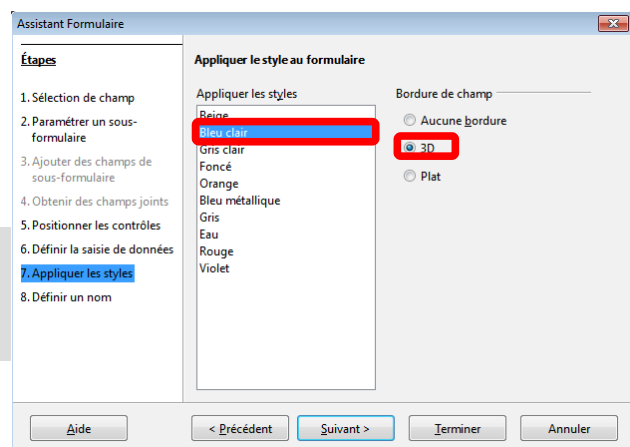 Assistant Formulaire
Étapes
1. Sélection de champ
2. Paramétrer un sous-
formulaire
3. Ajouter des champs de
sous-formulaire
4. Obtenir des champs joints
5. Positionner les contrôles
6. Définir la saisie de données
7. Appliquer les styles
8. Définir un nom
Appliquer le style au formulaire
Appliquer les styles
Beige
Bleu clair
Gris clair
Foncé
Orange
Bleu métallique
Gris
Eau
Rouge
Violet
Bordure de champ
Aucune bordure
3D
Plat
Aide
< Précédent
Suivant >
Terminer
Annuler